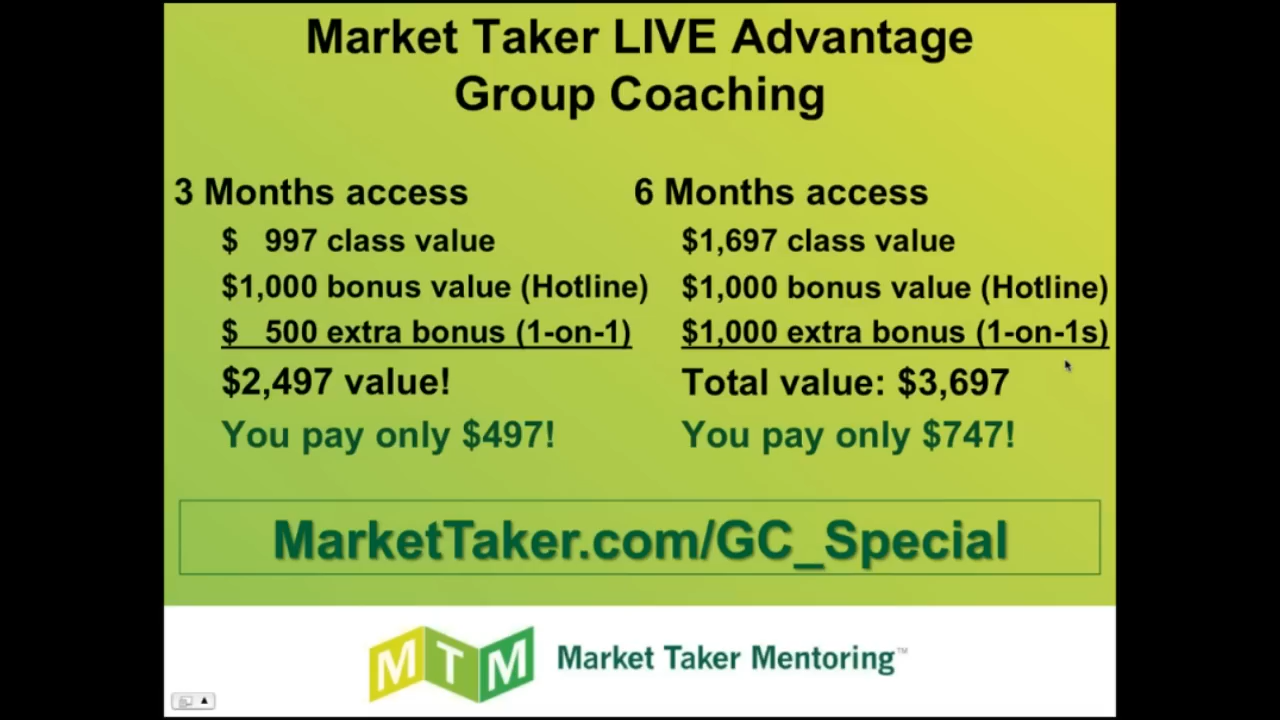 Market Taker LIVE Advantage
Group Coaching
3 Months access
$ 997 class value
$1,000 bonus value (Hotline)
$ 500 extra bonus (1-on-1)
$2,497 value!
You pay only $497!
6 Months access
$1,697 class value
$1,000 bonus value (Hotline)
$1,000 extra bonus (1-on-1s)
Total value: $3,697
You pay only $747!
MarketTaker.com/GC_Special
MTM
Market Taker Mentoring™